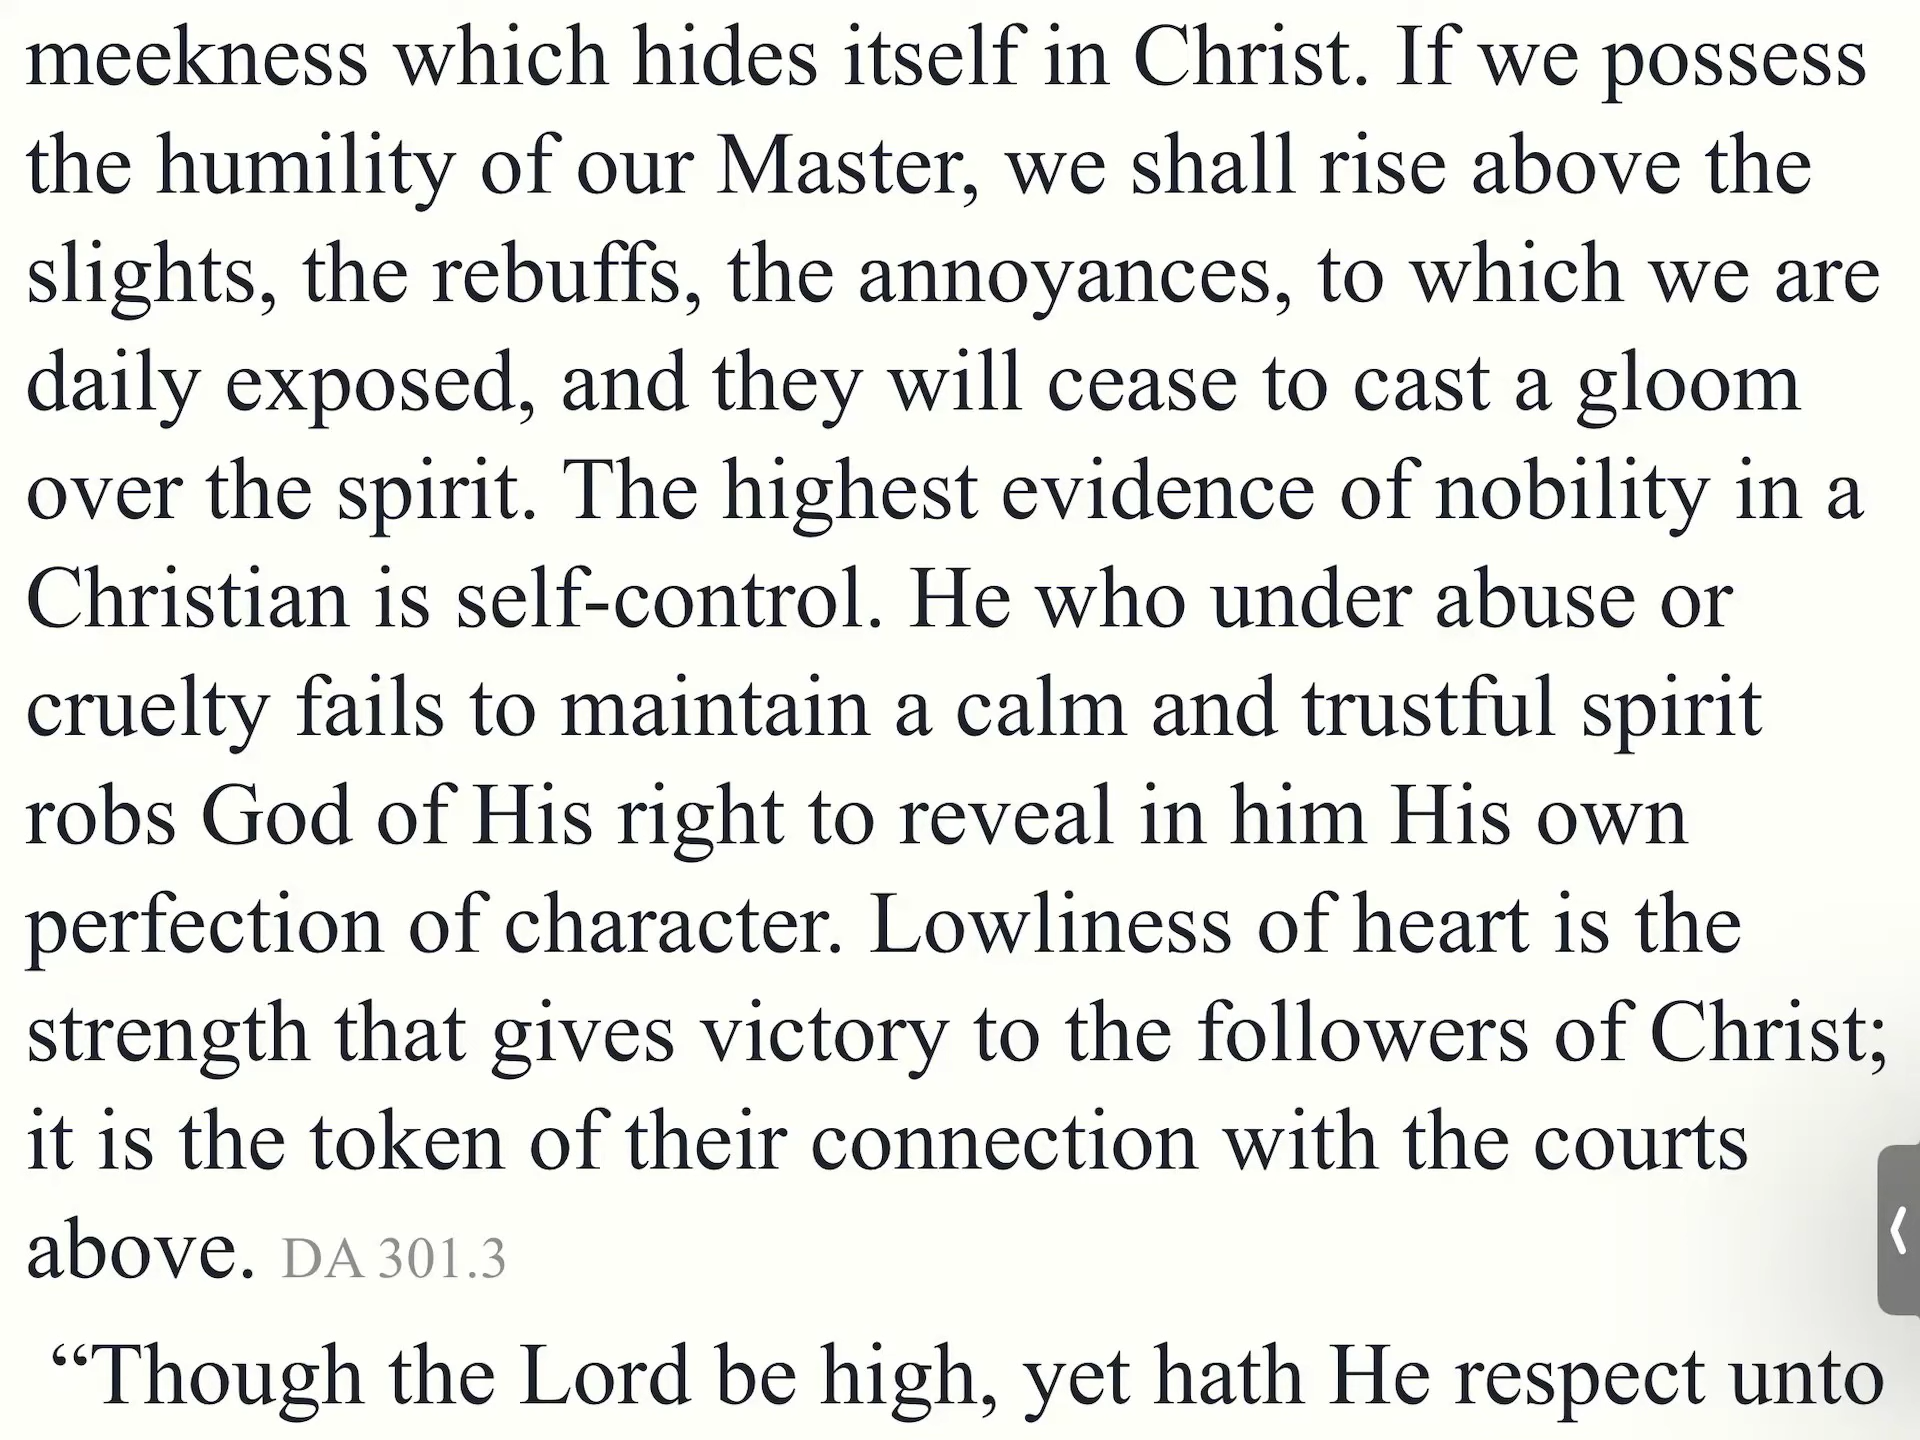 meekness which hides itself in Christ. If we possess
the humility of our Master, we shall rise above the
slights, the rebuffs, the annoyances, to which we are
daily exposed, and they will cease to cast a gloom
over the spirit. The highest evidence of nobility in a
Christian is self-control. He who under abuse or
cruelty fails to maintain a calm and trustful spirit
robs God of His right to reveal in him His own
perfection of character. Lowliness of heart is the
strength that gives victory to the followers of Christ;
it is the token of their connection with the courts
above. DA 301.3
“Though the Lord be high, yet hath He respect unto